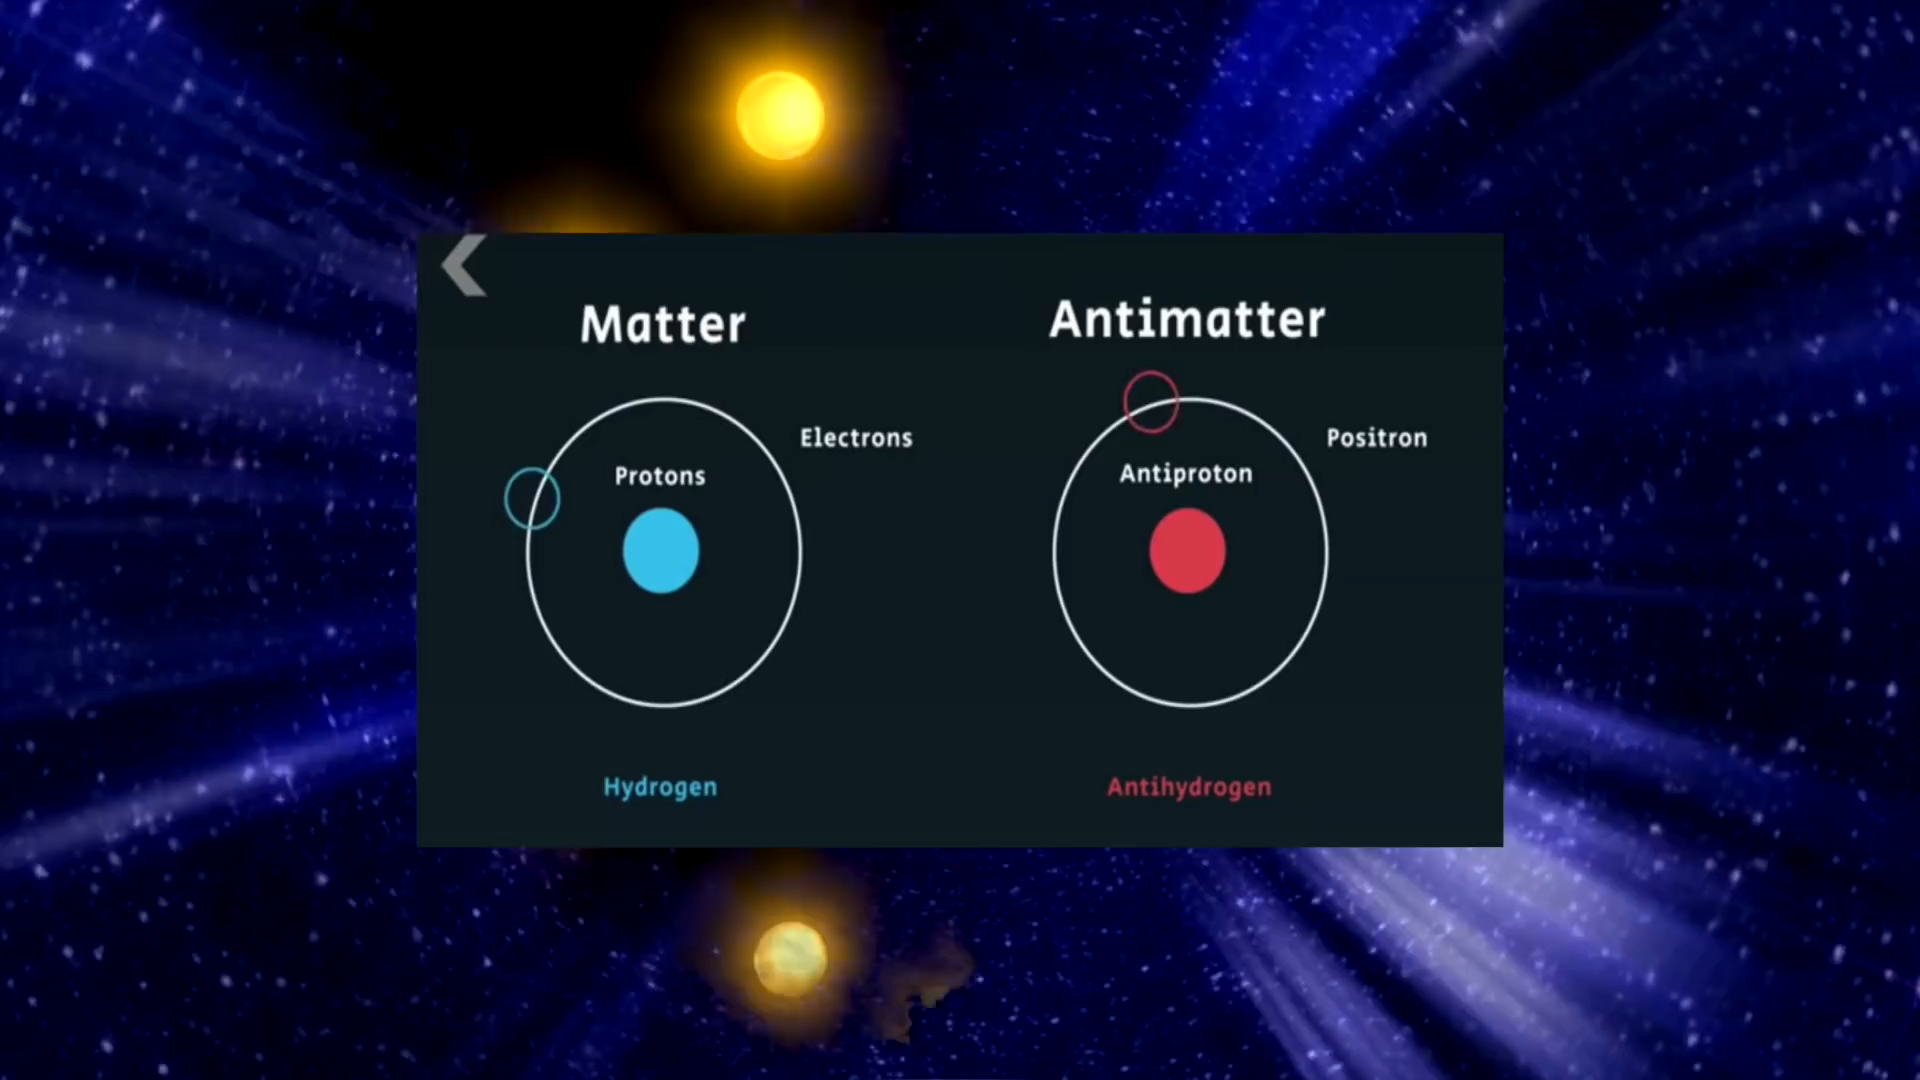 Matter
Antimatter
Electrons
Protons
Positron
Antiproton
Hydrogen
Antihydrogen